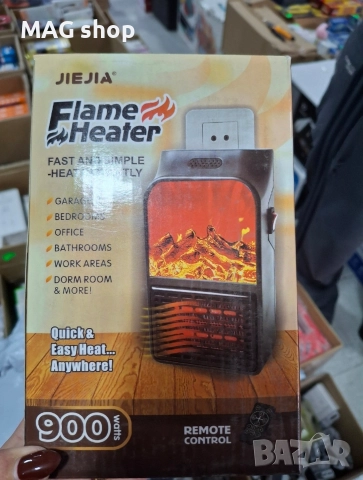 MAG shop
JIEJIA®
Flame
Heater
FAST AND SIMPLE
GARAGE
BEDROOMS
OFFICE
BATHROOMS
WORK AREAS
DORM ROOM
& MORE!
Quick &
Easy Heat...
Anywhere!
900 watts
REMOTE
CONTROL
BAZAR